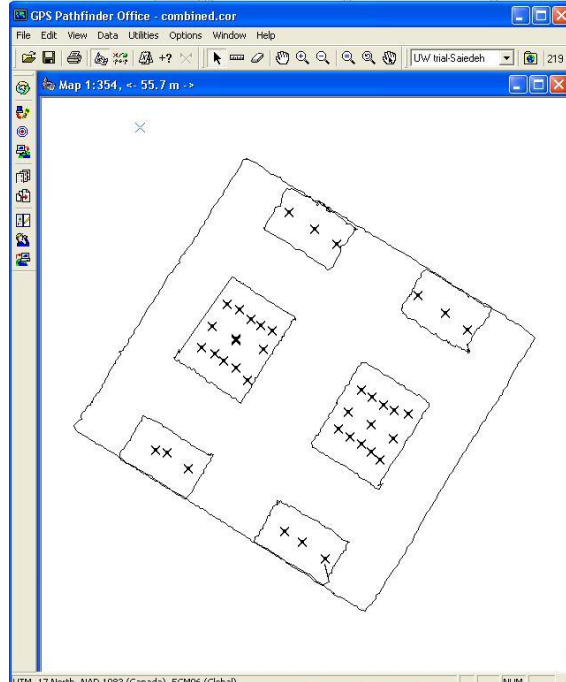 GPS Pathfinder Office - combined.cor
File Edit View Data Utilities Options Window Help
+? UW trial-Saiedeh 219
Map 1:354, <- 55.7 m ->
UTM, 17 North, NAD 1983 (Canada), EGM96 (Global) NUM